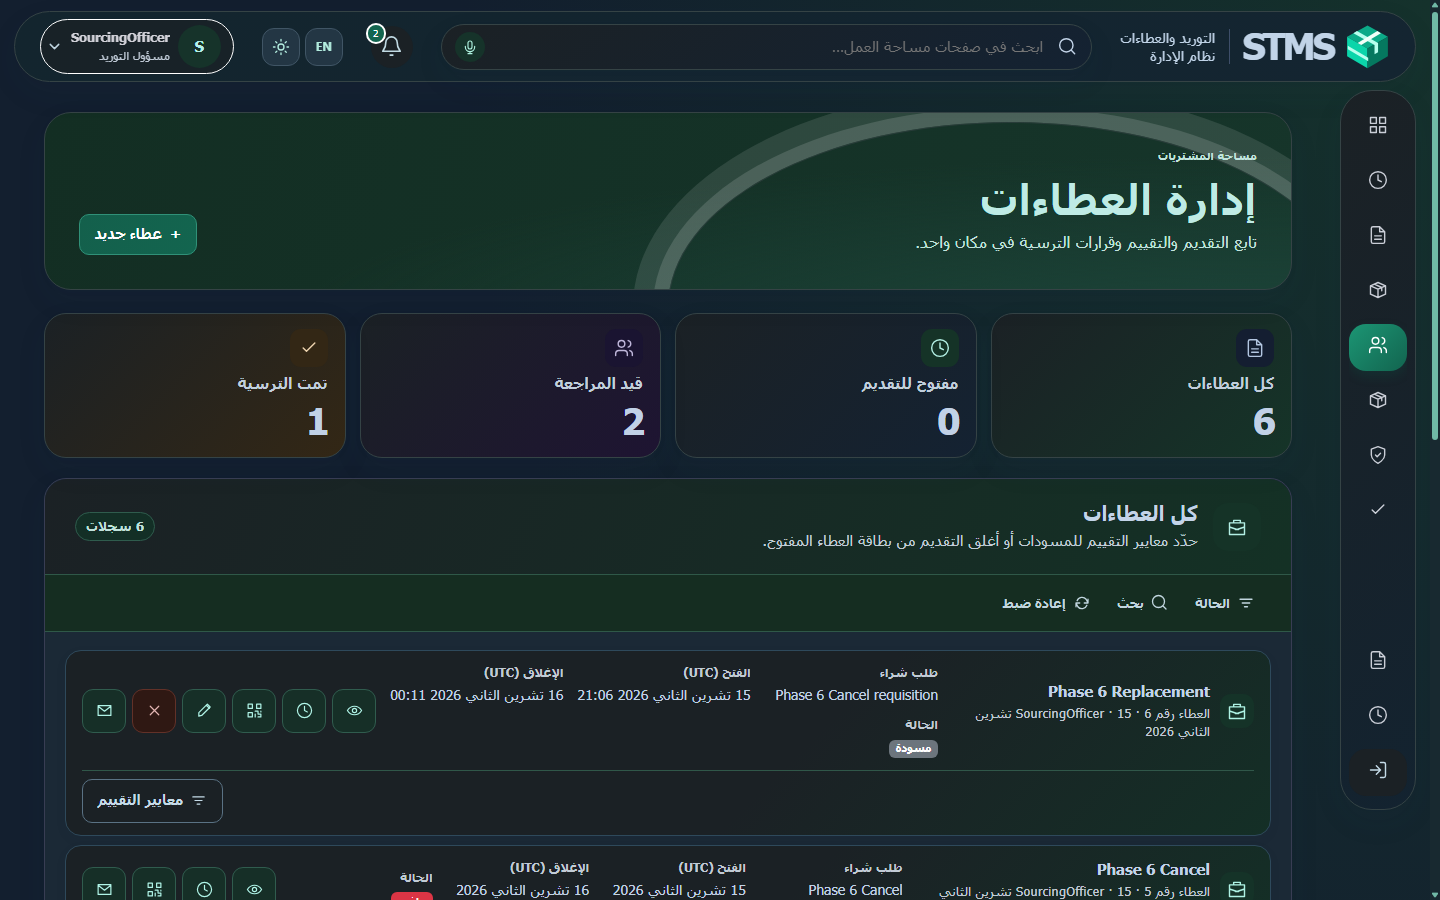 STMS
التوريد والعطاءات
نظام الإدارة
ابحث في صفحات مساحة العمل...
2
EN
SourcingOfficer
مسؤول التوريد
S
مساحة المشتريات
إدارة العطاءات
تابع التقديم والتقييم وقرارات الترسية في مكان واحد.
+ عطاء جديد
كل العطاءات
6
مفتوح للتقديم
0
قيد المراجعة
2
تمت الترسية
1
كل العطاءات
حدّد معايير التقييم للمسودات أو أغلق التقديم من بطاقة العطاء المفتوح.
6 سجلات
الحالة
بحث
إعادة ضبط
Phase 6 Replacement
العطاء رقم 6 · SourcingOfficer · 15 تشرين
الثاني 2026
طلب شراء
Phase 6 Cancel requisition
الفتح (UTC)
15 تشرين الثاني 2026 21:06
الإغلاق (UTC)
16 تشرين الثاني 2026 00:11
الحالة
مسودة
معايير التقييم
Phase 6 Cancel
العطاء رقم 5 · SourcingOfficer · 15 تشرين الثاني
طلب شراء
Phase 6 Cancel
الفتح (UTC)
15 تشرين الثاني 2026
الإغلاق (UTC)
16 تشرين الثاني 2026
الحالة